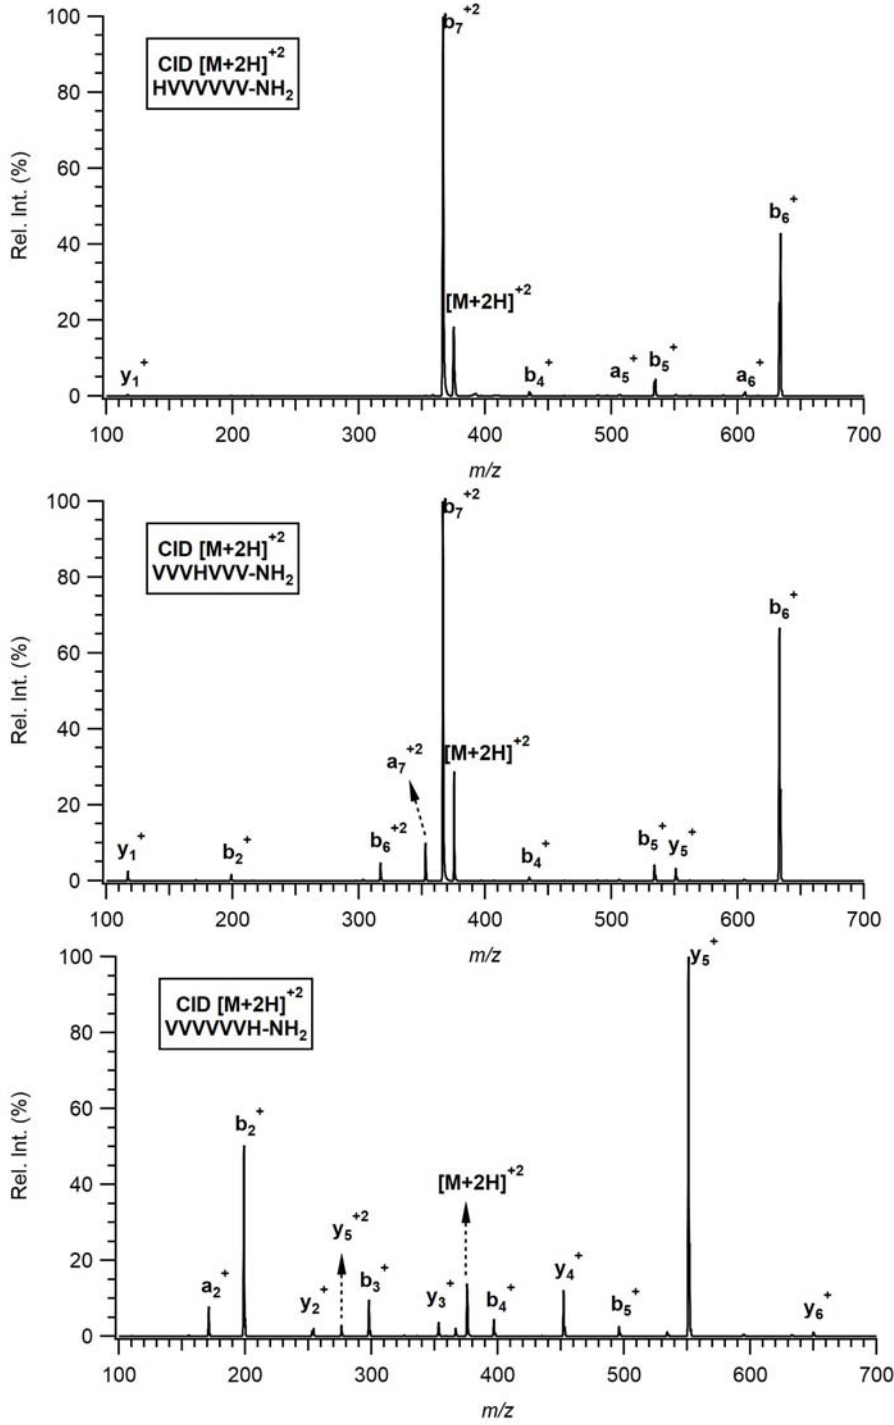 100
80
60
40
20
0
Rel. Int. (%)
CID [M+2H]⁺²
HVVVVVV-NH₂
b₇⁺²
[M+2H]⁺²
y₁⁺
b₄⁺
a₅⁺
b₅⁺
a₆⁺
b₆⁺
100 200 300 400 500 600 700
m/z
100
80
60
40
20
0
Rel. Int. (%)
CID [M+2H]⁺²
VVVHVVV-NH₂
b₇⁺²
b₆⁺
a₇⁺²
[M+2H]⁺²
y₁⁺
b₂⁺
b₆⁺²
b₄⁺
b₅⁺
y₅⁺
100 200 300 400 500 600 700
m/z
100
80
60
40
20
0
Rel. Int. (%)
CID [M+2H]⁺²
VVVVVVH-NH₂
y₅⁺
b₂⁺
[M+2H]⁺²
y₅⁺²
a₂⁺
y₂⁺
b₃⁺
y₃⁺
b₄⁺
y₄⁺
b₅⁺
y₆⁺
100 200 300 400 500 600 700
m/z